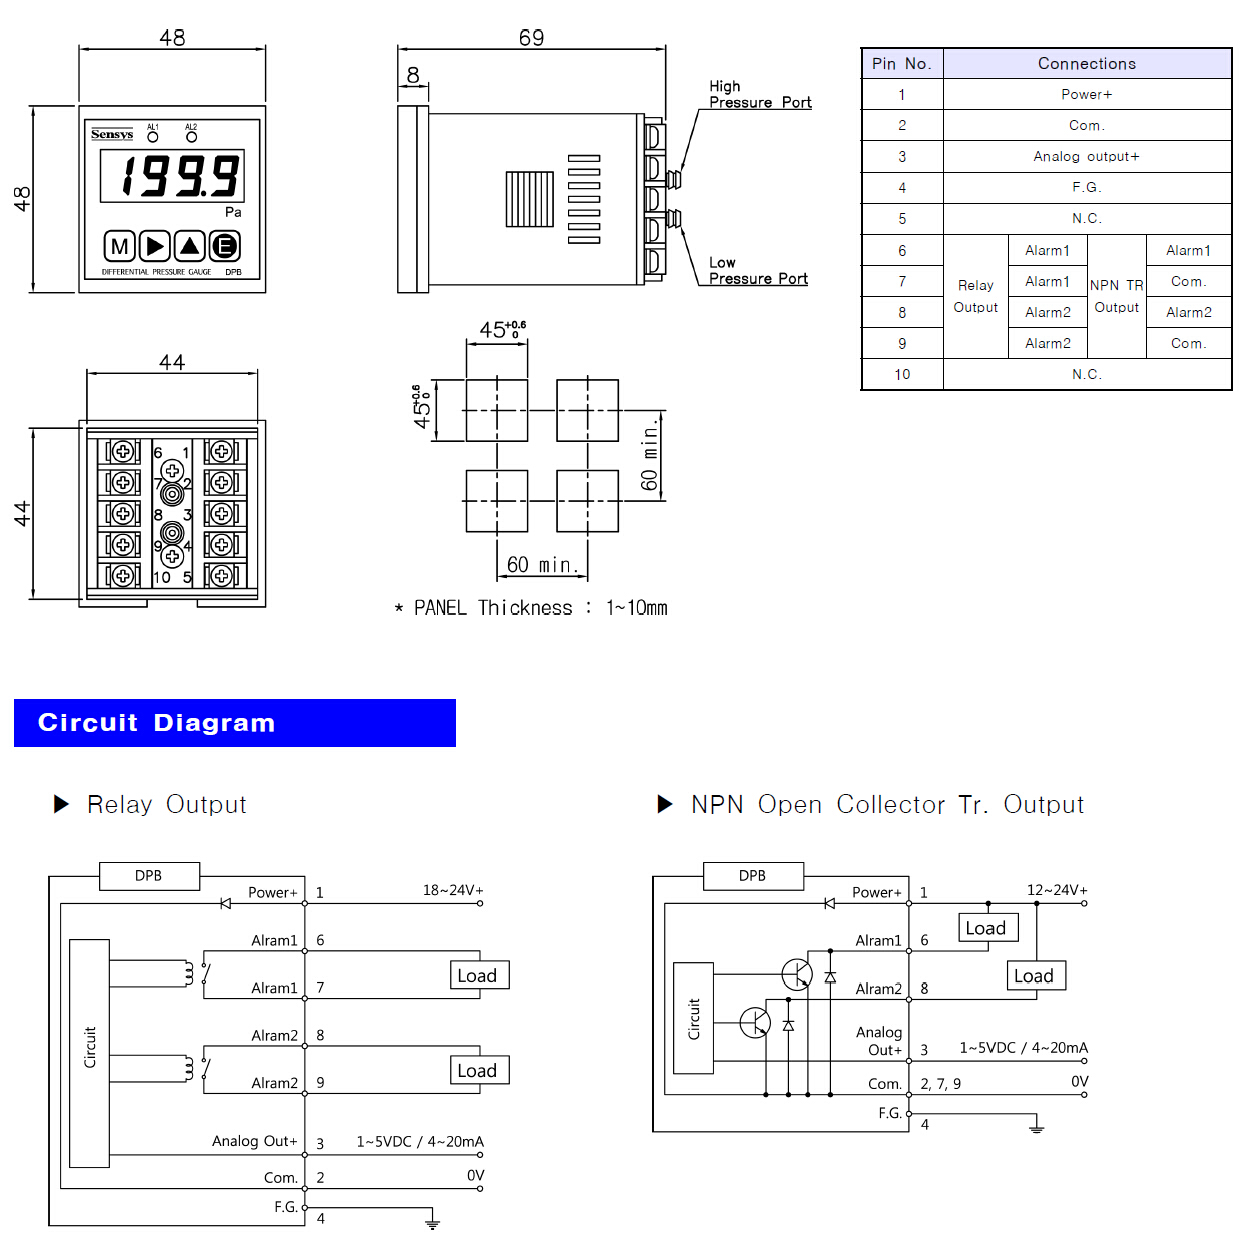 48
48
Sensys
AL1 AL2
199.9
Pa
M E
DIFFERENTIAL PRESSURE GAUGE DPB
69
8
High
Pressure Port
Low
Pressure Port
Pin No. Connections
1 Power+
2 Com.
3 Analog output+
4 F.G.
5 N.C.
6 Alarm1 Alarm1
7 Alarm1 Com.
Relay NPN TR
Output Output
8 Alarm2 Alarm2
9 Alarm2 Com.
10 N.C.
44
44
6 1
7 2
8 3
9 4
10 5
45 +0.6 0
45 +0.6 0
60 min.
60 min.
* PANEL Thickness : 1~10mm
Circuit Diagram
▶ Relay Output
DPB
Power+ 1 18~24V+
Alram1 6
Load
Alram1 7
Alram2 8
Circuit
Load
Alram2 9
Analog Out+ 3 1~5VDC / 4~20mA
Com. 2 0V
F.G.
4
▶ NPN Open Collector Tr. Output
DPB
Power+ 1 12~24V+
Load
Alram1 6
Load
Alram2 8
Circuit
Analog
Out+ 3 1~5VDC / 4~20mA
Com. 2, 7, 9 0V
F.G.
4